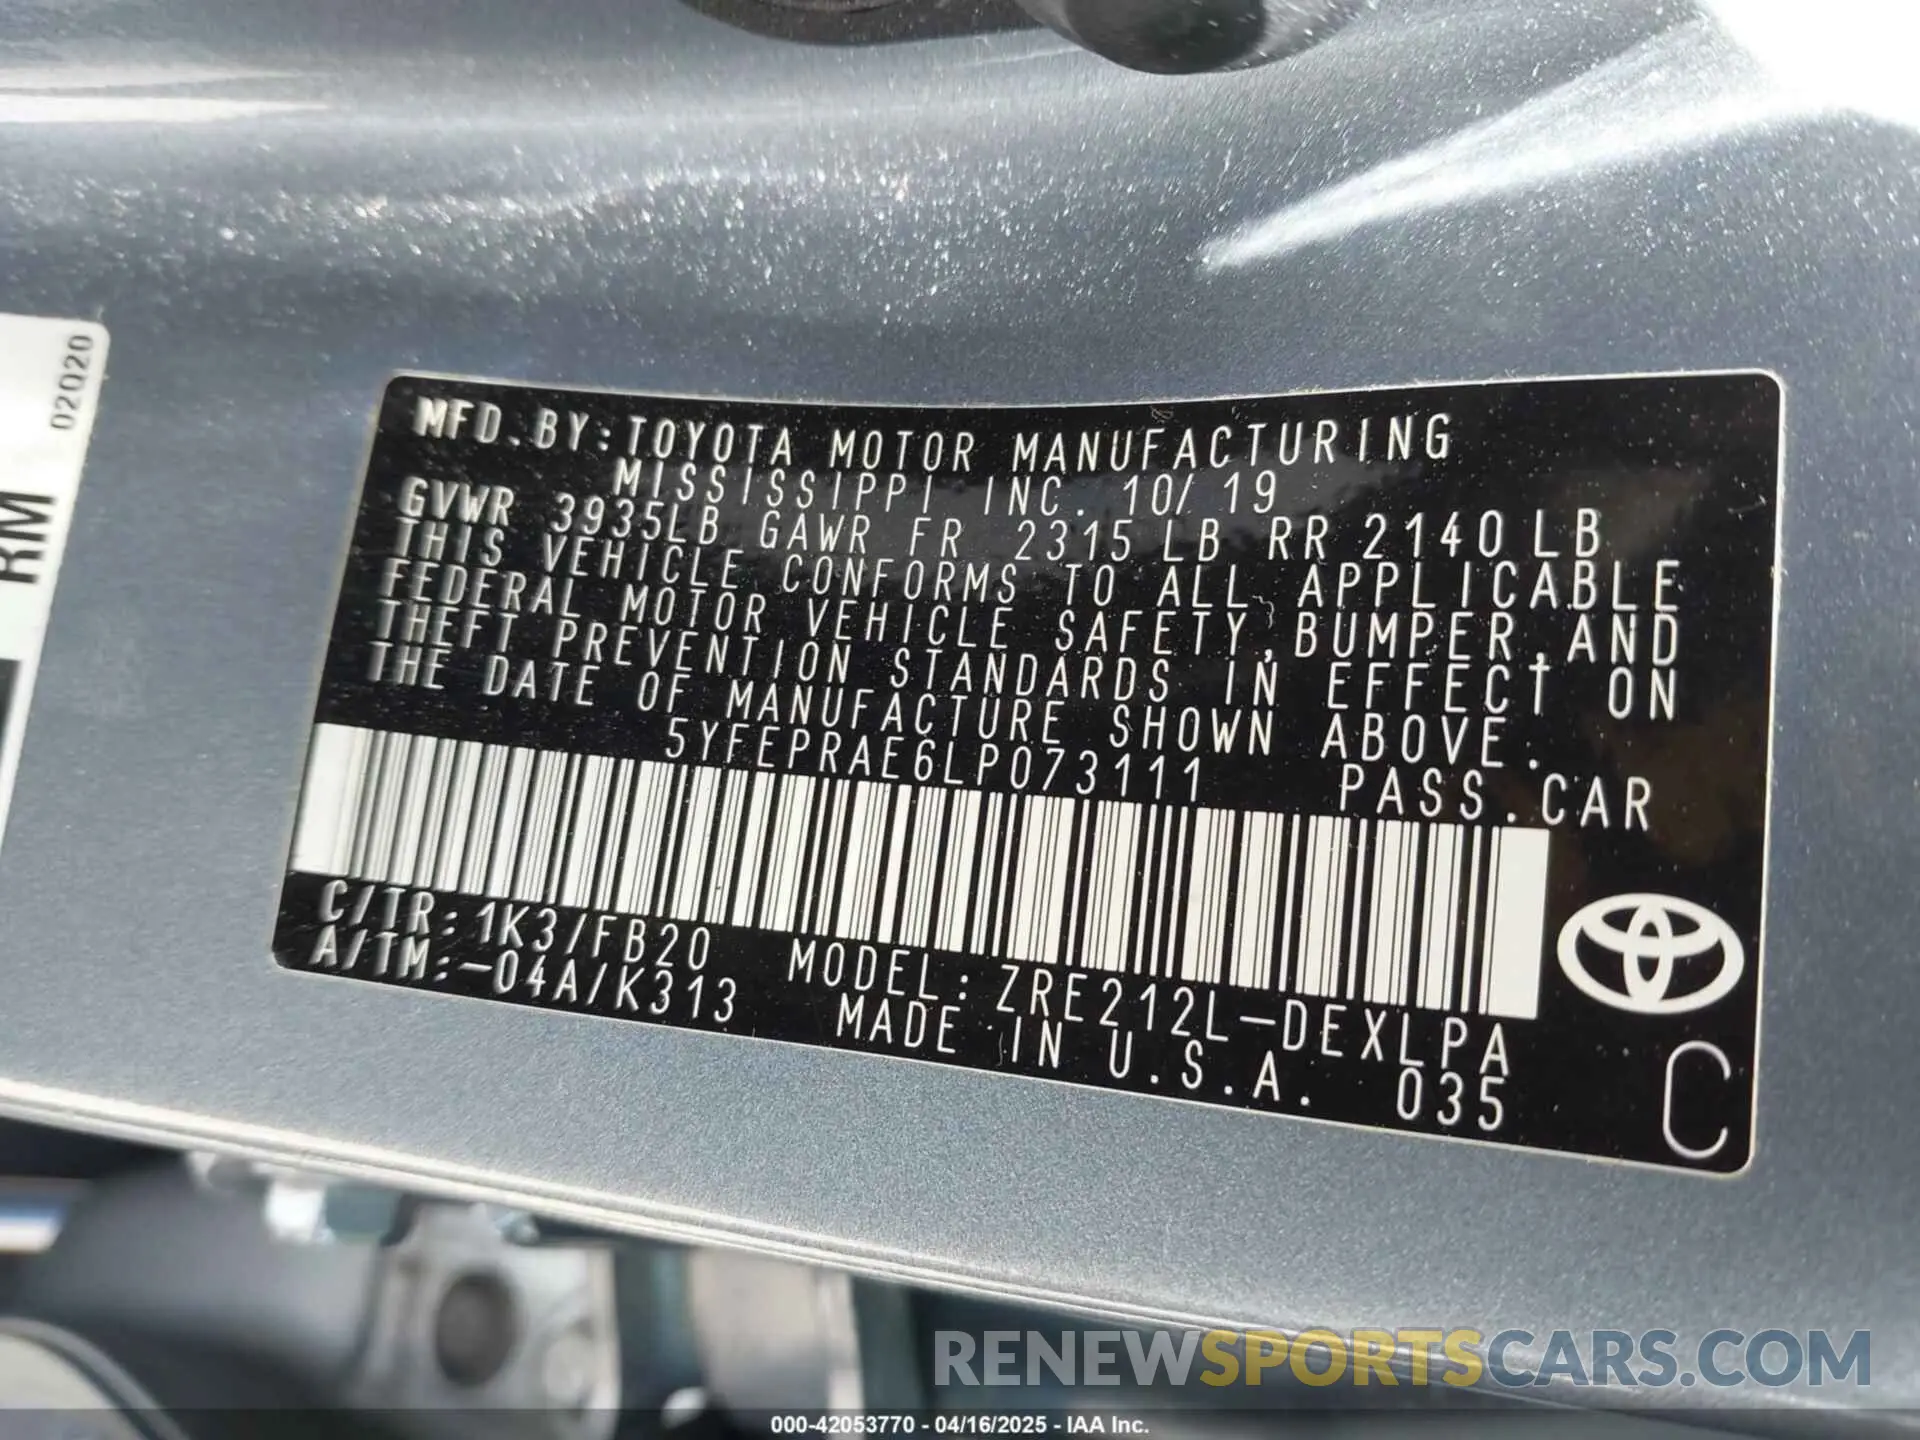 02Q20
RM
MFD. BY: TOYOTA MOTOR MANUFACTURING
MISSISSIPPI INC. 10/19
GVWR 3935LB GAWR FR 2315LB RR 2140LB
THIS VEHICLE CONFORMS TO ALL APPLICABLE
FEDERAL MOTOR VEHICLE SAFETY, BUMPER, AND
THEFT PREVENTION STANDARDS IN EFFECT ON
THE DATE OF MANUFACTURE SHOWN ABOVE.
5YFEPRAE6LP073111 PASS. CAR
C/TR: 1K3/FB20 MODEL: ZRE212L-DEXLPA
A/TM: -04A/K313 MADE IN U.S.A. 035
C
RENEWSPORTSCARS.COM
000-42053770 - 04/16/2025 - IAA Inc.